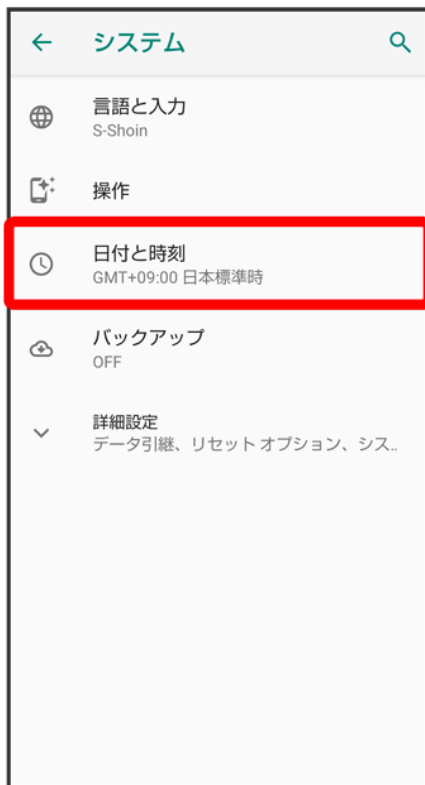 システム
言語と入力
S-Shoin
操作
日付と時刻
GMT+09:00 日本標準時
バックアップ
OFF
詳細設定
データ引継、リセット オプション、シス..